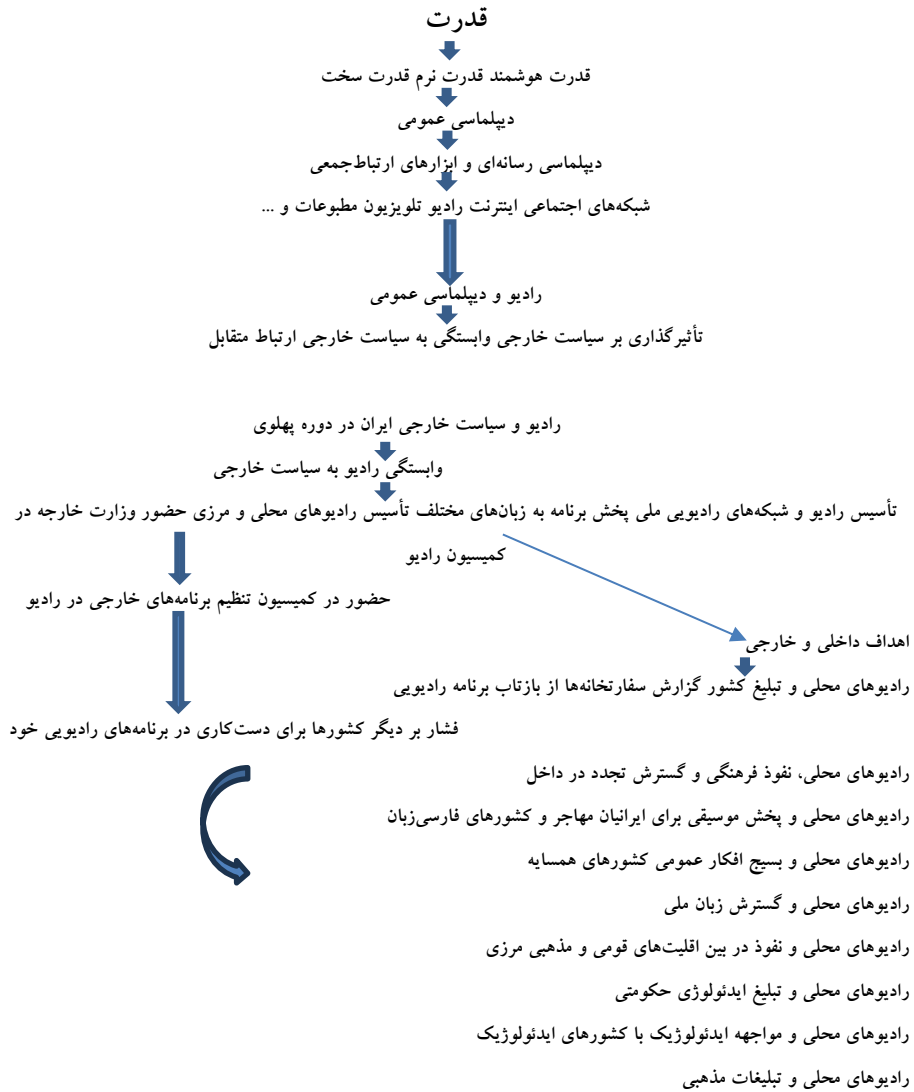 قدرت
قدرت هوشمند قدرت نرم قدرت سخت
دیپلماسی عمومی
دیپلماسی رسانه‌ای و ابزارهای ارتباط‌جمعی
شبکه‌های اجتماعی اینترنت رادیو تلویزیون مطبوعات و ...
رادیو و دیپلماسی عمومی
تأثیرگذاری بر سیاست خارجی وابستگی به سیاست خارجی ارتباط متقابل
رادیو و سیاست خارجی ایران در دوره پهلوی
وابستگی رادیو به سیاست خارجی
تأسیس رادیو و شبکه‌های رادیویی ملی پخش برنامه به زبان‌های مختلف تأسیس رادیوهای محلی و مرزی حضور وزارت خارجه در
کمیسیون رادیو
حضور در کمیسیون تنظیم برنامه‌های خارجی در رادیو
اهداف داخلی و خارجی
رادیوهای محلی و تبلیغ کشور گزارش سفارتخانه‌ها از بازتاب برنامه رادیویی
فشار بر دیگر کشورها برای دست‌کاری در برنامه‌های رادیویی خود
رادیوهای محلی، نفوذ فرهنگی و گسترش تجدد در داخل
رادیوهای محلی و پخش موسیقی برای ایرانیان مهاجر و کشورهای فارسی‌زبان
رادیوهای محلی و بسیج افکار عمومی کشورهای همسایه
رادیوهای محلی و گسترش زبان ملی
رادیوهای محلی و نفوذ در بین اقلیت‌های قومی و مذهبی مرزی
رادیوهای محلی و تبلیغ ایدئولوژی حکومتی
رادیوهای محلی و مواجهه ایدئولوژیک با کشورهای ایدئولوژیک
رادیوهای محلی و تبلیغات مذهبی